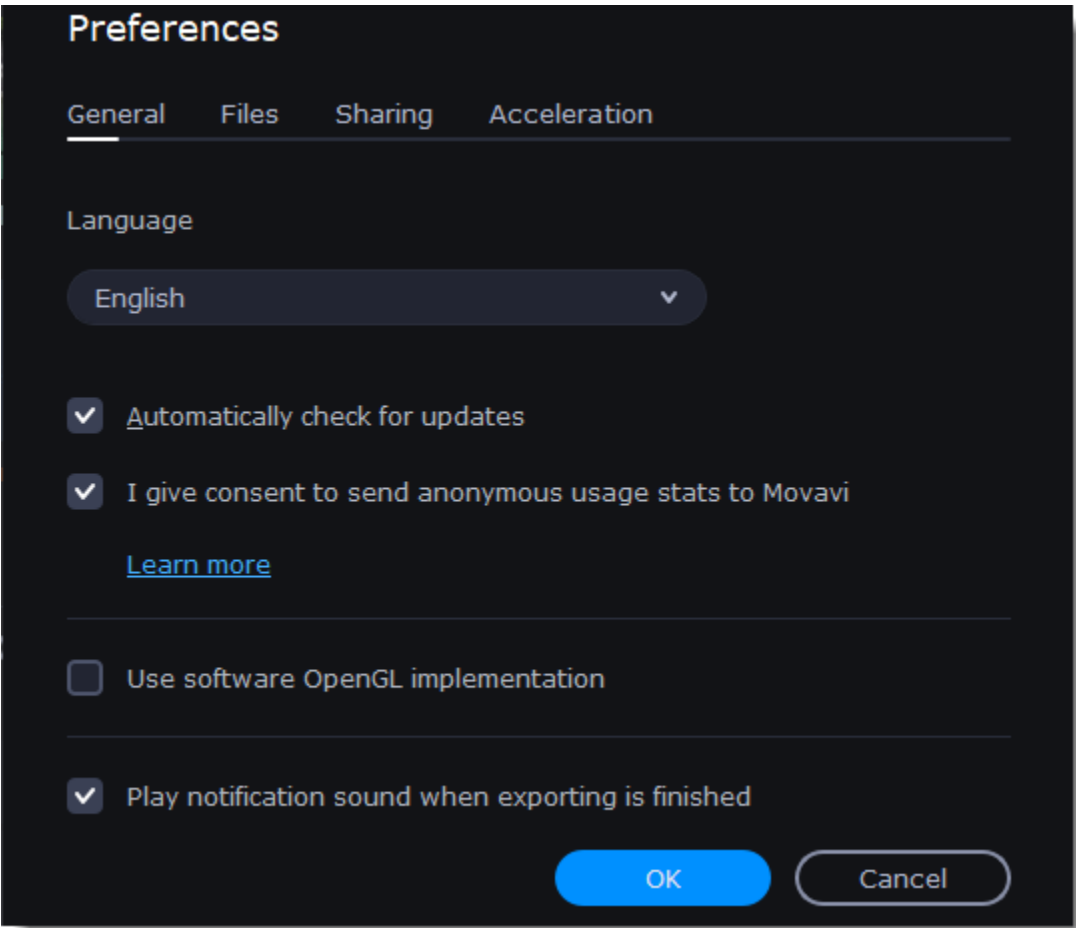 Preferences
General Files Sharing Acceleration
Language
English
Automatically check for updates
I give consent to send anonymous usage stats to Movavi
Learn more
Use software OpenGL implementation
Play notification sound when exporting is finished
OK Cancel